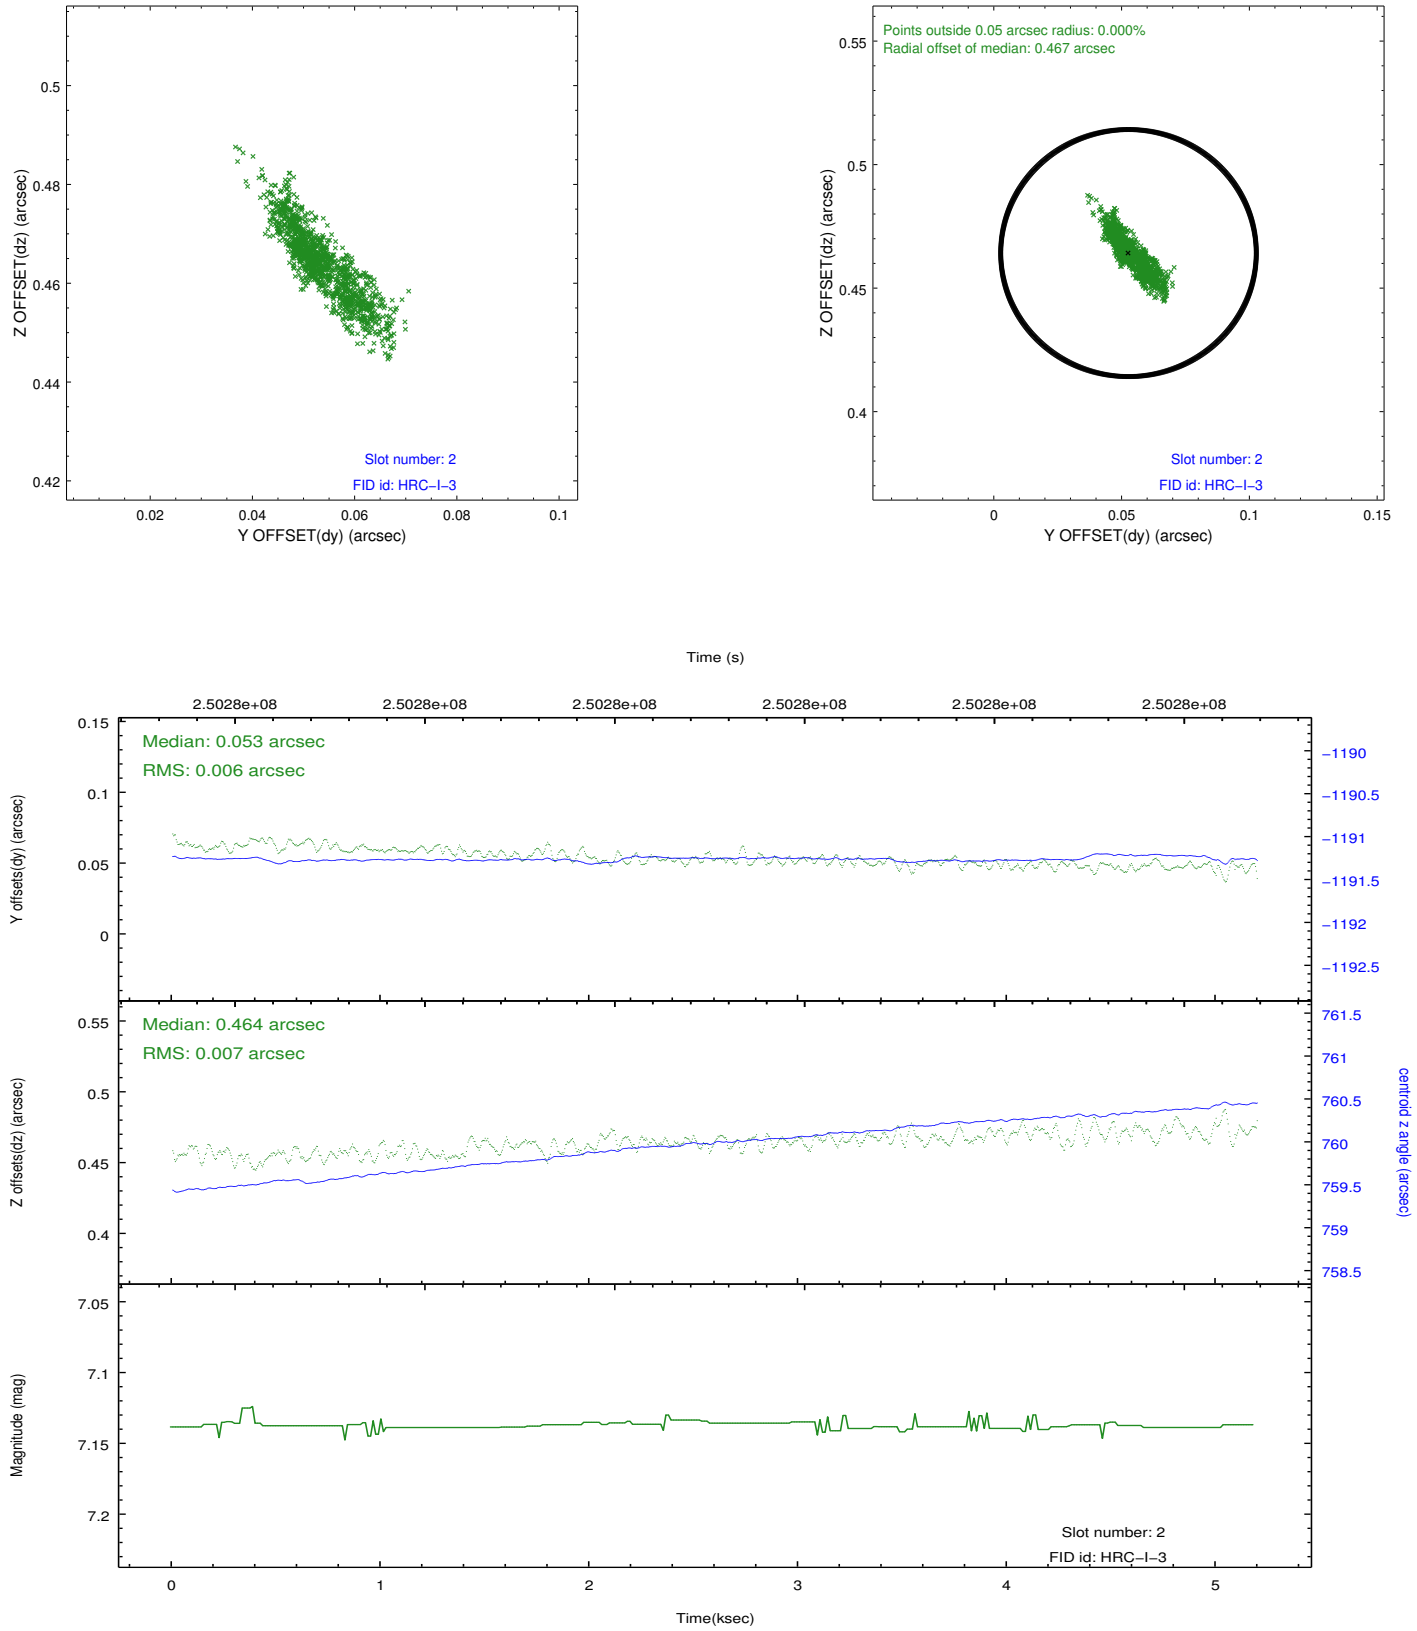 0.5
0.48
0.46
0.44
0.42
Z OFFSET(dz) (arcsec)
Slot number: 2
FID id: HRC−I−3
0.02 0.04 0.06 0.08 0.1
Y OFFSET(dy) (arcsec)
Points outside 0.05 arcsec radius: 0.000%
Radial offset of median: 0.467 arcsec
0.55
0.5
0.45
0.4
Z OFFSET(dz) (arcsec)
Slot number: 2
FID id: HRC−I−3
0 0.05 0.1 0.15
Y OFFSET(dy) (arcsec)
Time (s)
2.5028e+08 2.5028e+08 2.5028e+08 2.5028e+08 2.5028e+08 2.5028e+08
Median: 0.053 arcsec
RMS: 0.006 arcsec
0.15
0.1
0.05
0
Y offsets(dy) (arcsec)
−1190
−1190.5
−1191
−1191.5
−1192
−1192.5
Median: 0.464 arcsec
RMS: 0.007 arcsec
0.55
0.5
0.45
0.4
Z offsets(dz) (arcsec)
761.5
761
760.5
760
759.5
759
758.5
centroid z angle (arcsec)
7.05
7.1
7.15
7.2
Magnitude (mag)
Slot number: 2
FID id: HRC−I−3
0 1 2 3 4 5
Time(ksec)